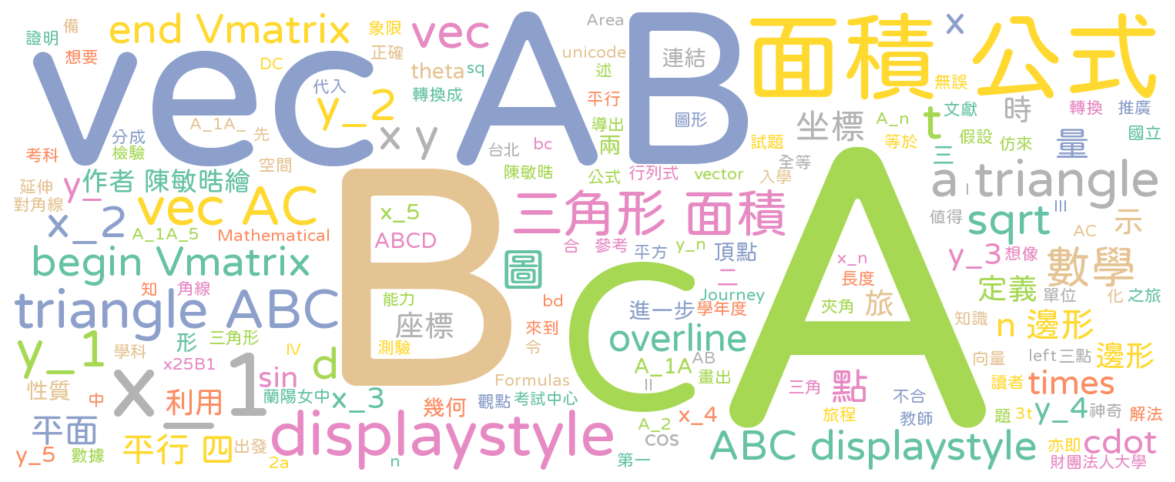 end Vmatrix
vec
象限
Area
x
備
證明
想要
正確
unicode
連結
面積 公式
DC
theta
sq
述
無誤
vec
AB
代入
轉換成
平行
圖形
時
文獻
轉換
推廣
y_2
A_1A_
先
x y
導出
試題
坐標
A_n
t
假設
量
國立
分成
檢驗
台北
bc
兩
等於
三
仿來
考科
空間
陳敏晧
公式
行列式
vector
全等
入學
延伸
y_
作者 陳敏晧繪
a
l
triangle
對角線
vec AC
x_5
三角形 面積
值得
sqrt
III
示
x_2
A_1A_5
Mathematical
ABCD
合
參考
平方
y_n
頂點
AC
y_3
想像
數學
begin Vmatrix
B
圖
二
x_n
長度
定義
單位
化
之旅
知
角線
能力
bd
進一步
Journey
學年度
夾角
旅
triangle ABC
座標
c
A
來到
知識
n 邊形
形
三角形
IV
測驗
令
overline
AB
y_1
學科
x_1
d
x25B1
A_1A
畫出
向量
left
三點
邊形
sin
Formulas
II
三角
點
讀者
times
性質
中
利用
蘭陽女中
x_3
幾何
觀點
考試中心
A_2
x_4
旅程
不合
教師
題
3t
y_4
神奇
解法
平面
displaystyle
cos
ABC displaystyle
亦即
cdot
y_5
數據
平行 四
出發
2a
n
第一
財團法人大學